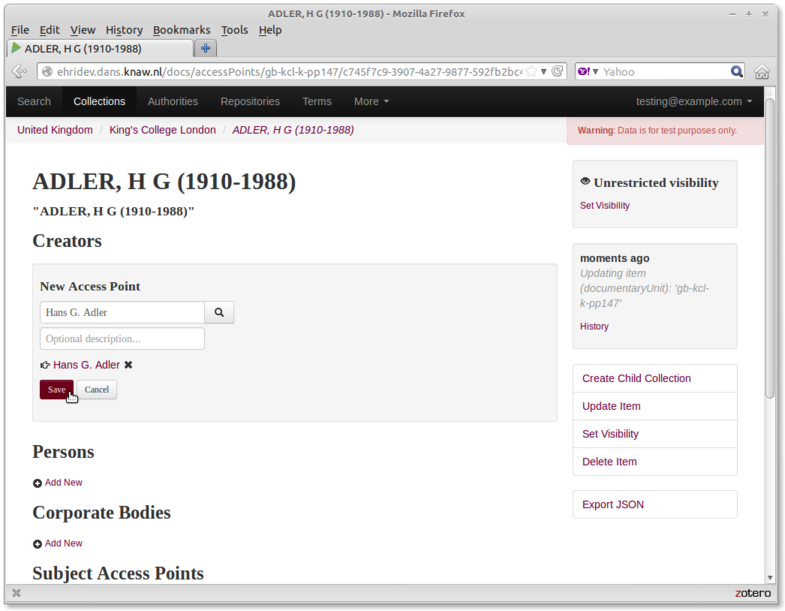 ADLER, H G (1910-1988) - Mozilla Firefox
File Edit View History Bookmarks Tools Help
ADLER, H G (1910-1988)
ehridev.dans.knaw.nl/docs/accessPoints/gb-kcl-k-pp147/c745f7c9-3907-4a27-9877-592fb2bc
Yahoo
Search Collections Authorities Repositories Terms More testing@example.com
United Kingdom / King's College London / ADLER, H G (1910-1988)
Warning: Data is for test purposes only.
ADLER, H G (1910-1988)
"ADLER, H G (1910-1988)"
Creators
New Access Point
Hans G. Adler
Optional description...
Hans G. Adler
Save Cancel
Persons
Add New
Corporate Bodies
Add New
Subject Access Points
Unrestricted visibility
Set Visibility
moments ago
Updating item
(documentaryUnit): 'gb-kcl-
k-pp147'
History
Create Child Collection
Update Item
Set Visibility
Delete Item
Export JSON
zotero